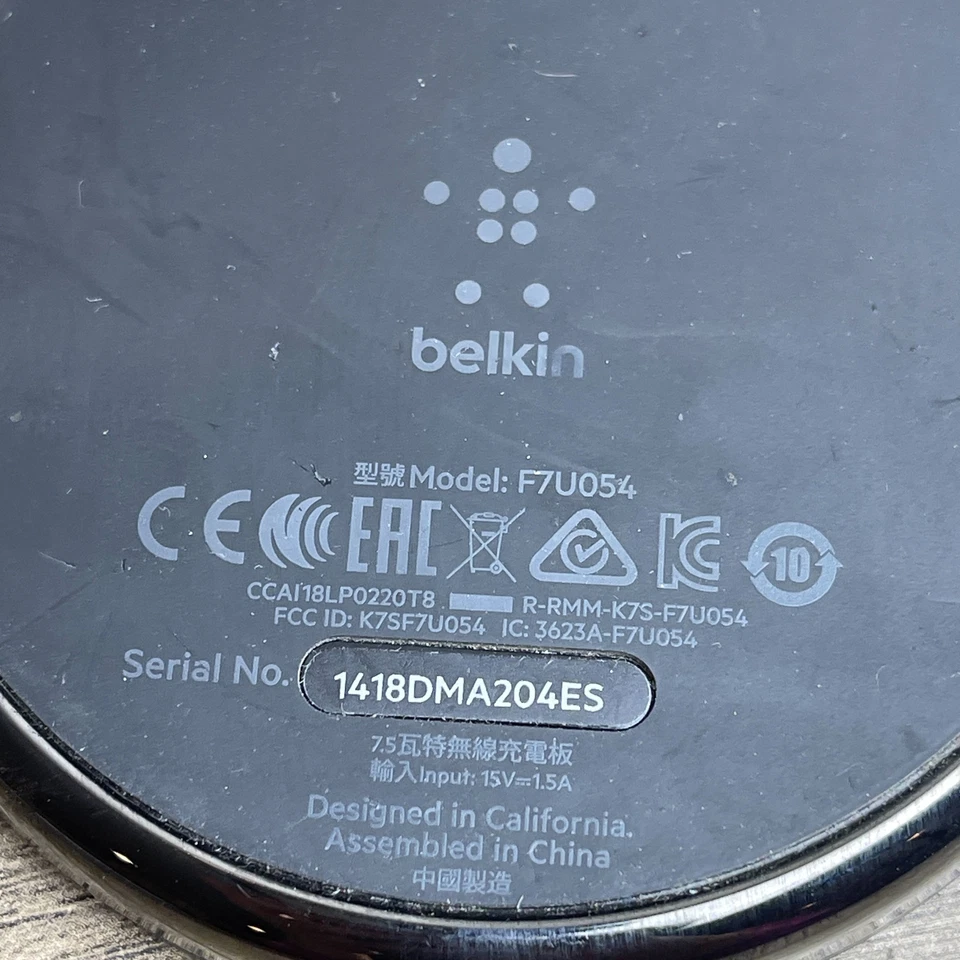 belkin
型號Model: F7U054
CE EAC KC 10
CCAI18LP0220T8 R-RMM-K7S-F7U054
FCC ID: K7SF7U054 IC: 3623A-F7U054
Serial No. 1418DMA204ES
7.5瓦特無線充電板
輸入Input: 15V⎓1.5A
Designed in California.
Assembled in China
中國製造